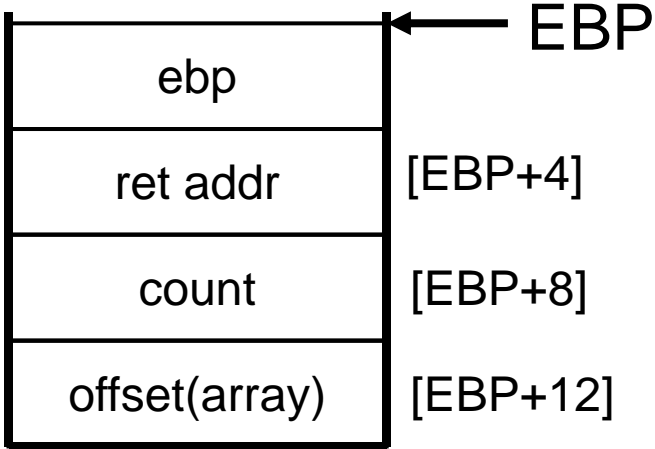 EBP
ebp
ret addr [EBP+4]
count [EBP+8]
offset(array) [EBP+12]